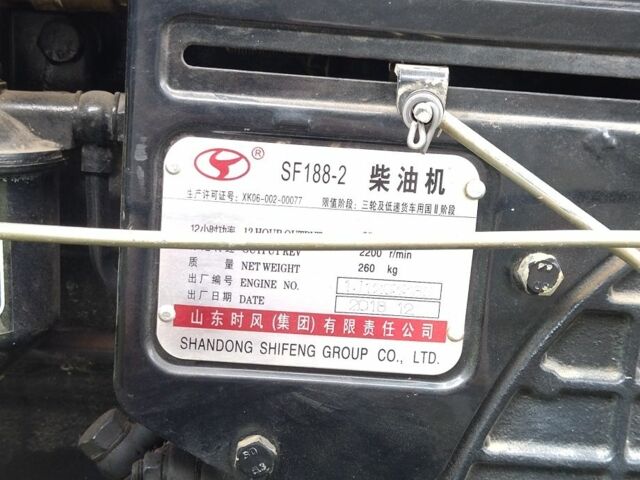 ® SF188-2 柴油机
生产许可证号: XK06-002-00077 限值阶段: 三轮及低速货车用国Ⅱ阶段
12小时功率 12 HOUR OUTPUT
OUTPUT REV 2200 r/min
质 量 NET WEIGHT 260 kg
出厂编号 ENGINE NO.
出厂日期 DATE 2018 12
山东时风(集团)有限责任公司
SHANDONG SHIFENG GROUP CO., LTD.